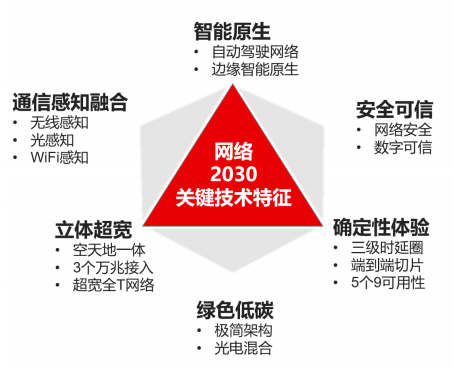 智能原生
• 自动驾驶网络
• 边缘智能原生
通信感知融合
• 无线感知
• 光感知
• WiFi感知
安全可信
• 网络安全
• 数字可信
网络
2030
关键技术特征
立体超宽
• 空天地一体
• 3个万兆接入
• 超宽全T网络
确定性体验
• 三级时延圈
• 端到端切片
• 5个9可用性
绿色低碳
• 极简架构
• 光电混合